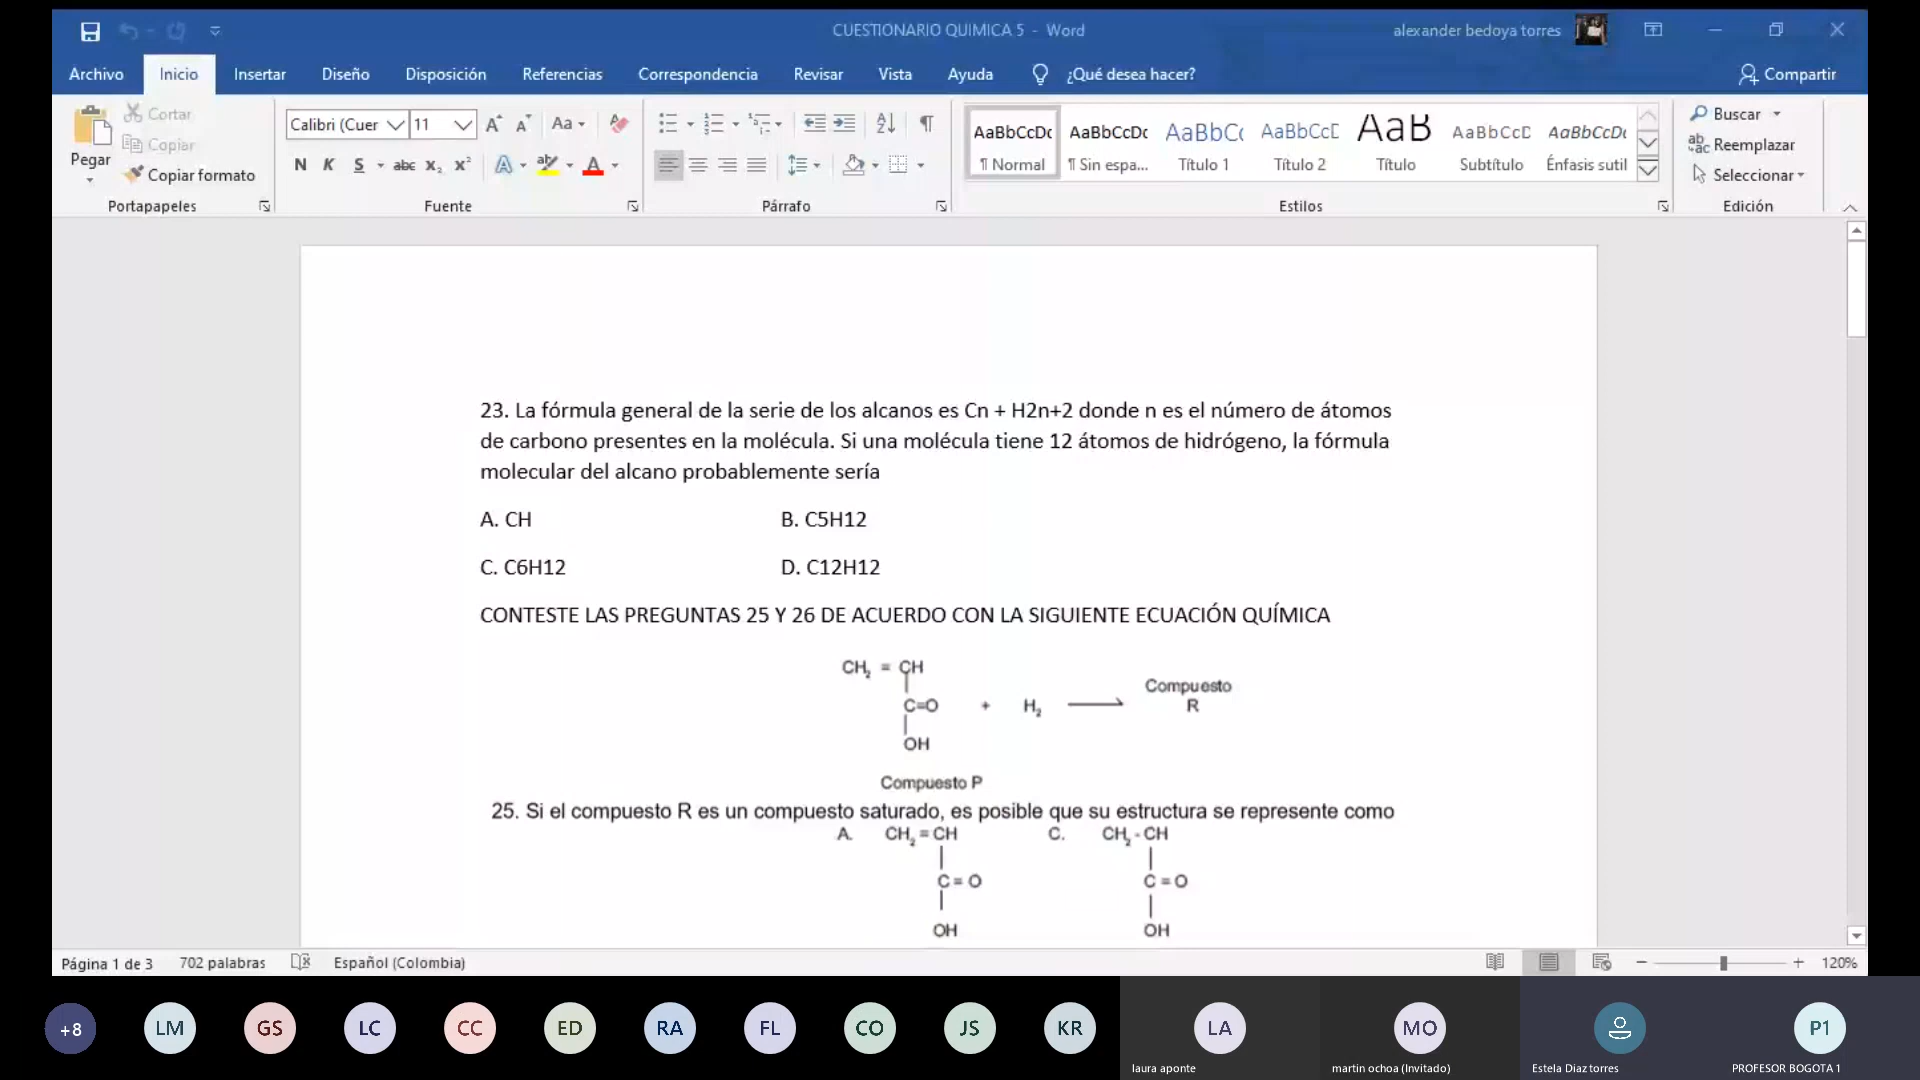 CUESTIONARIO QUIMICA 5 - Word
alexander bedoya torres
Archivo Inicio Insertar Diseño Disposición Referencias Correspondencia Revisar Vista Ayuda ¿Qué desea hacer? Compartir
Pegar
Cortar
Copiar
Copiar formato
Portapapeles
Calibri (Cuer 11
N K S abc x₂ x²
Aa
A
Fuente
Párrafo
AaBbCcDc AaBbCcDc AaBbC( AaBbCcD AaB AaBbCcD AaBbCcDc
¶ Normal ¶ Sin espa... Título 1 Título 2 Título Subtítulo Énfasis sutil
Estilos
Buscar
Reemplazar
Seleccionar
Edición
23. La fórmula general de la serie de los alcanos es Cn + H2n+2 donde n es el número de átomos
de carbono presentes en la molécula. Si una molécula tiene 12 átomos de hidrógeno, la fórmula
molecular del alcano probablemente sería
A. CH B. C5H12
C. C6H12 D. C12H12
CONTESTE LAS PREGUNTAS 25 Y 26 DE ACUERDO CON LA SIGUIENTE ECUACIÓN QUÍMICA
CH₂ = CH
C=O + H₂ → Compuesto R
OH
Compuesto P
25. Si el compuesto R es un compuesto saturado, es posible que su estructura se represente como
A. CH₂ = CH C. CH₂ - CH
C = O C = O
OH OH
Página 1 de 3 702 palabras Español (Colombia) 120%
+8 LM GS LC CC ED RA FL CO JS KR LA MO P1
laura aponte martin ochoa (Invitado) Estela Diaz torres PROFESOR BOGOTA 1